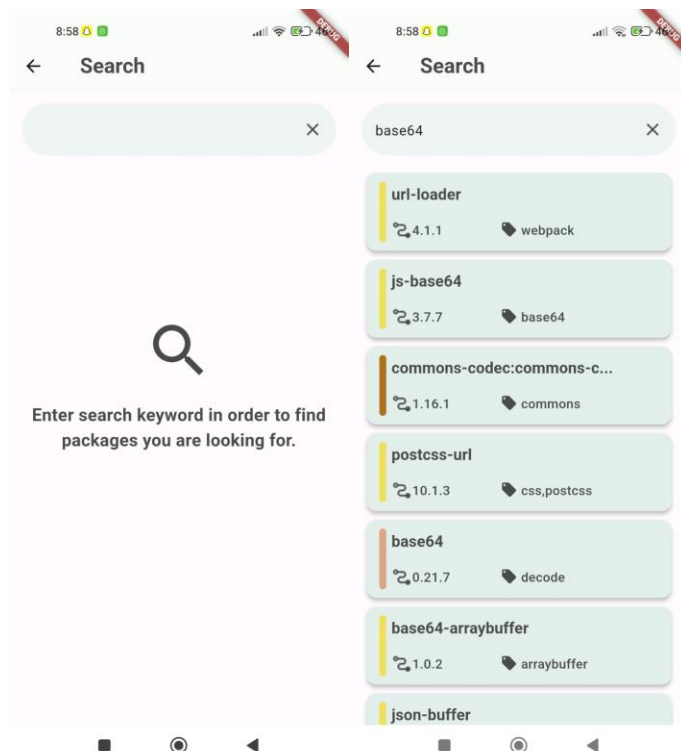 8:58
DEBUG
Search
Enter search keyword in order to find
packages you are looking for.
8:58
DEBUG
Search
base64
url-loader
4.1.1 webpack
js-base64
3.7.7 base64
commons-codec:commons-c...
1.16.1 commons
postcss-url
10.1.3 css,postcss
base64
0.21.7 decode
base64-arraybuffer
1.0.2 arraybuffer
json-buffer